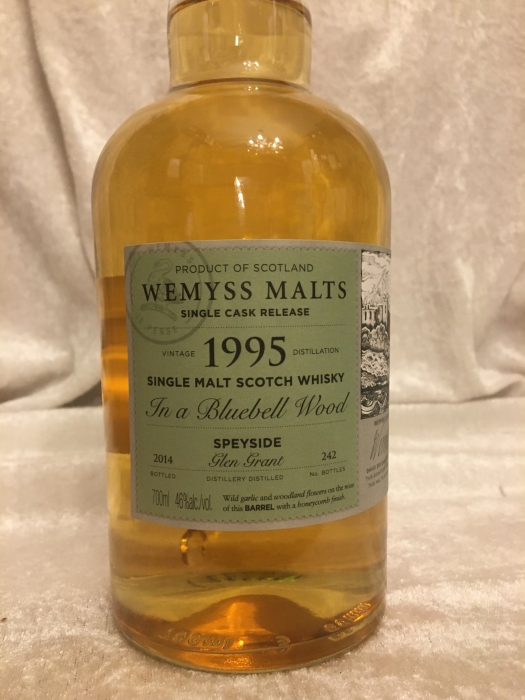 PRODUCT OF SCOTLAND
WEMYSS MALTS
SINGLE CASK RELEASE
VINTAGE 1995 DISTILLATION
SINGLE MALT SCOTCH WHISKY
In a Bluebell Wood
SPEYSIDE
2014 Glen Grant 242
BOTTLED DISTILLERY DISTILLED No. BOTTLES
700ml 46%alc./vol.
Wild garlic and woodland flowers on the nose
of this BARREL with a honeycomb finish.